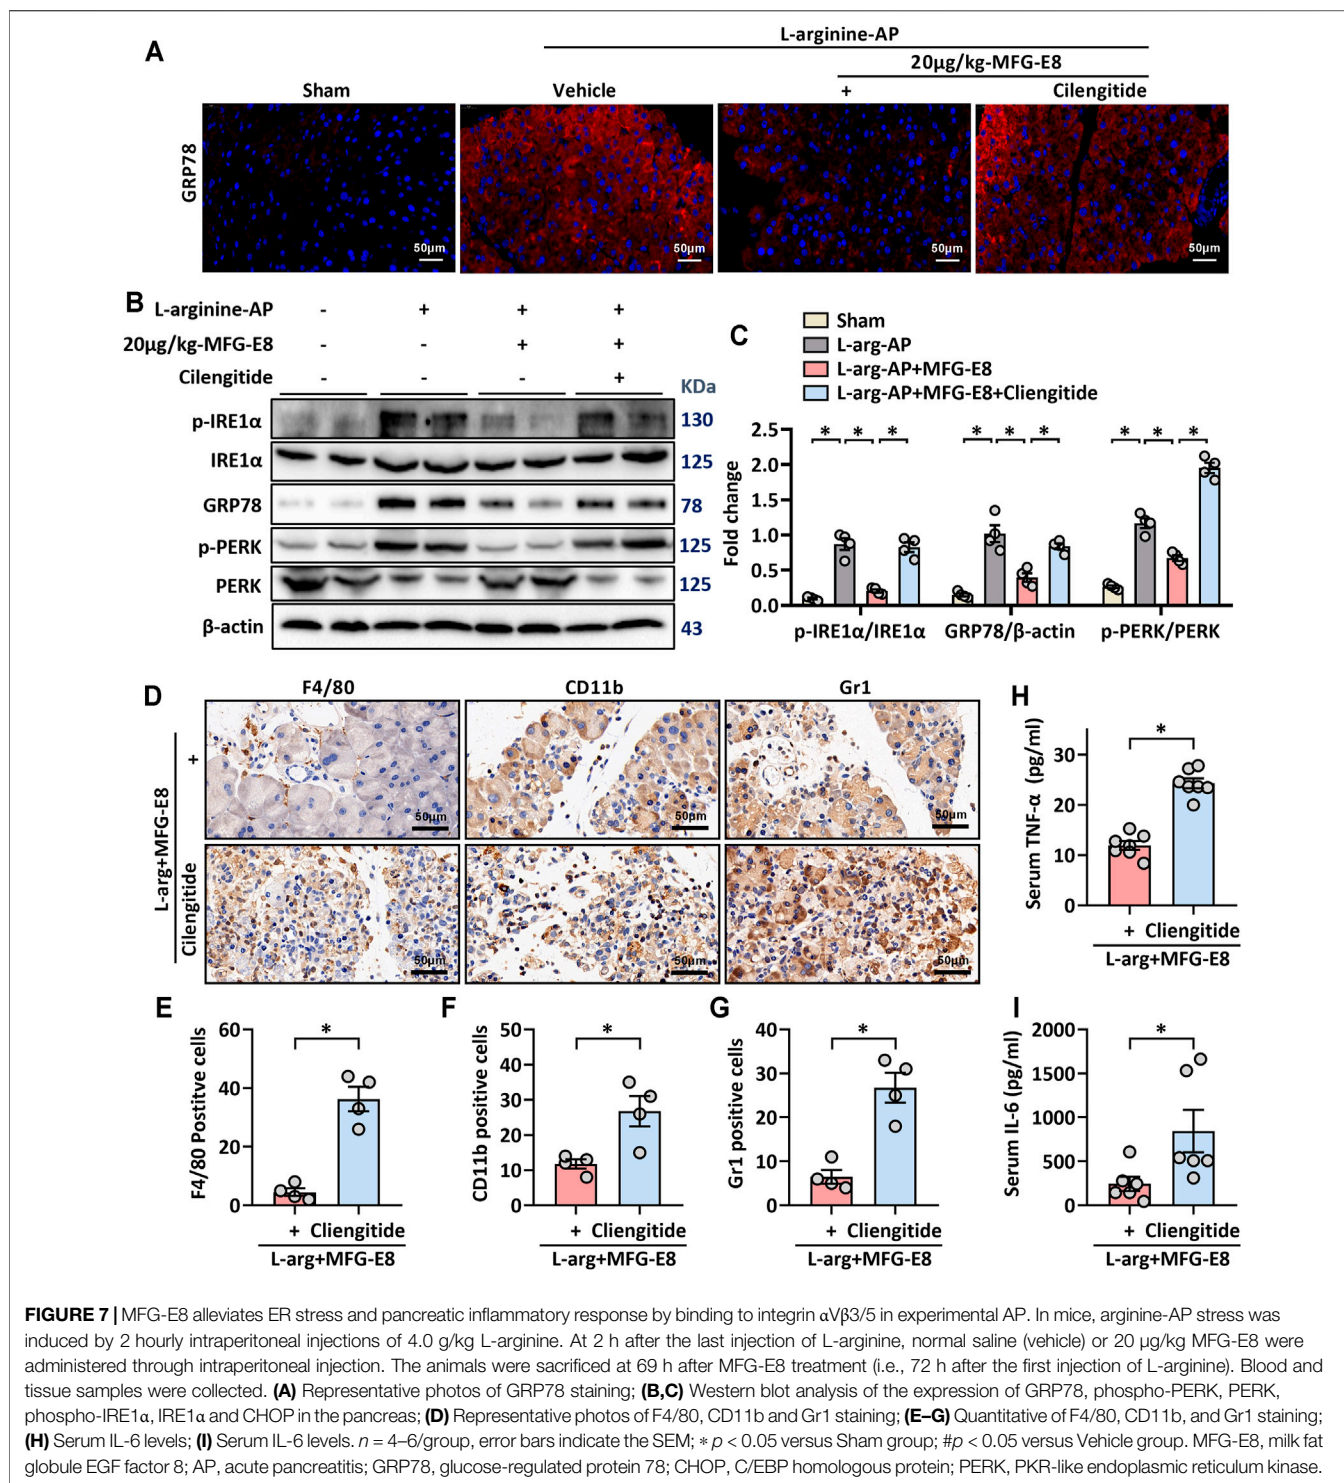 A
L-arginine-AP
20µg/kg-MFG-E8
Sham
Vehicle
+
Cilengitide
GRP78
50µm
50µm
50µm
50µm
B
L-arginine-AP - + + +
20µg/kg-MFG-E8 - - + +
Cilengitide - - - +
KDa
p-IRE1α 130
IRE1α 125
GRP78 78
p-PERK 125
PERK 125
β-actin 43
C
Sham
L-arg-AP
L-arg-AP+MFG-E8
L-arg-AP+MFG-E8+Cliengitide
Fold change
2.5
2.0
1.5
1.0
0.5
0.0
* * * * * * * * *
p-IRE1α/IRE1α GRP78/β-actin p-PERK/PERK
D
F4/80 CD11b Gr1
L-arg+MFG-E8
+
Cilengitide
50µm 50µm 50µm
50µm 50µm 50µm
H
Serum TNF-α (pg/ml)
30
20
10
0
*
+ Cliengitide
L-arg+MFG-E8
E
F4/80 Postitve cells
60
40
20
0
*
+ Cliengitide
L-arg+MFG-E8
F
CD11b positive cells
50
40
30
20
10
0
*
+ Cliengitide
L-arg+MFG-E8
G
Gr1 positive cells
40
30
20
10
0
*
+ Cliengitide
L-arg+MFG-E8
I
Serum IL-6 (pg/ml)
2000
1500
1000
500
0
*
+ Cliengitide
L-arg+MFG-E8
FIGURE 7 | MFG-E8 alleviates ER stress and pancreatic inflammatory response by binding to integrin αVβ3/5 in experimental AP. In mice, arginine-AP stress was
induced by 2 hourly intraperitoneal injections of 4.0 g/kg L-arginine. At 2 h after the last injection of L-arginine, normal saline (vehicle) or 20 µg/kg MFG-E8 were
administered through intraperitoneal injection. The animals were sacrificed at 69 h after MFG-E8 treatment (i.e., 72 h after the first injection of L-arginine). Blood and
tissue samples were collected. (A) Representative photos of GRP78 staining; (B,C) Western blot analysis of the expression of GRP78, phospho-PERK, PERK,
phospho-IRE1α, IRE1α and CHOP in the pancreas; (D) Representative photos of F4/80, CD11b and Gr1 staining; (E–G) Quantitative of F4/80, CD11b, and Gr1 staining;
(H) Serum IL-6 levels; (I) Serum IL-6 levels. n = 4–6/group, error bars indicate the SEM; * p < 0.05 versus Sham group; #p < 0.05 versus Vehicle group. MFG-E8, milk fat
globule EGF factor 8; AP, acute pancreatitis; GRP78, glucose-regulated protein 78; CHOP, C/EBP homologous protein; PERK, PKR-like endoplasmic reticulum kinase.